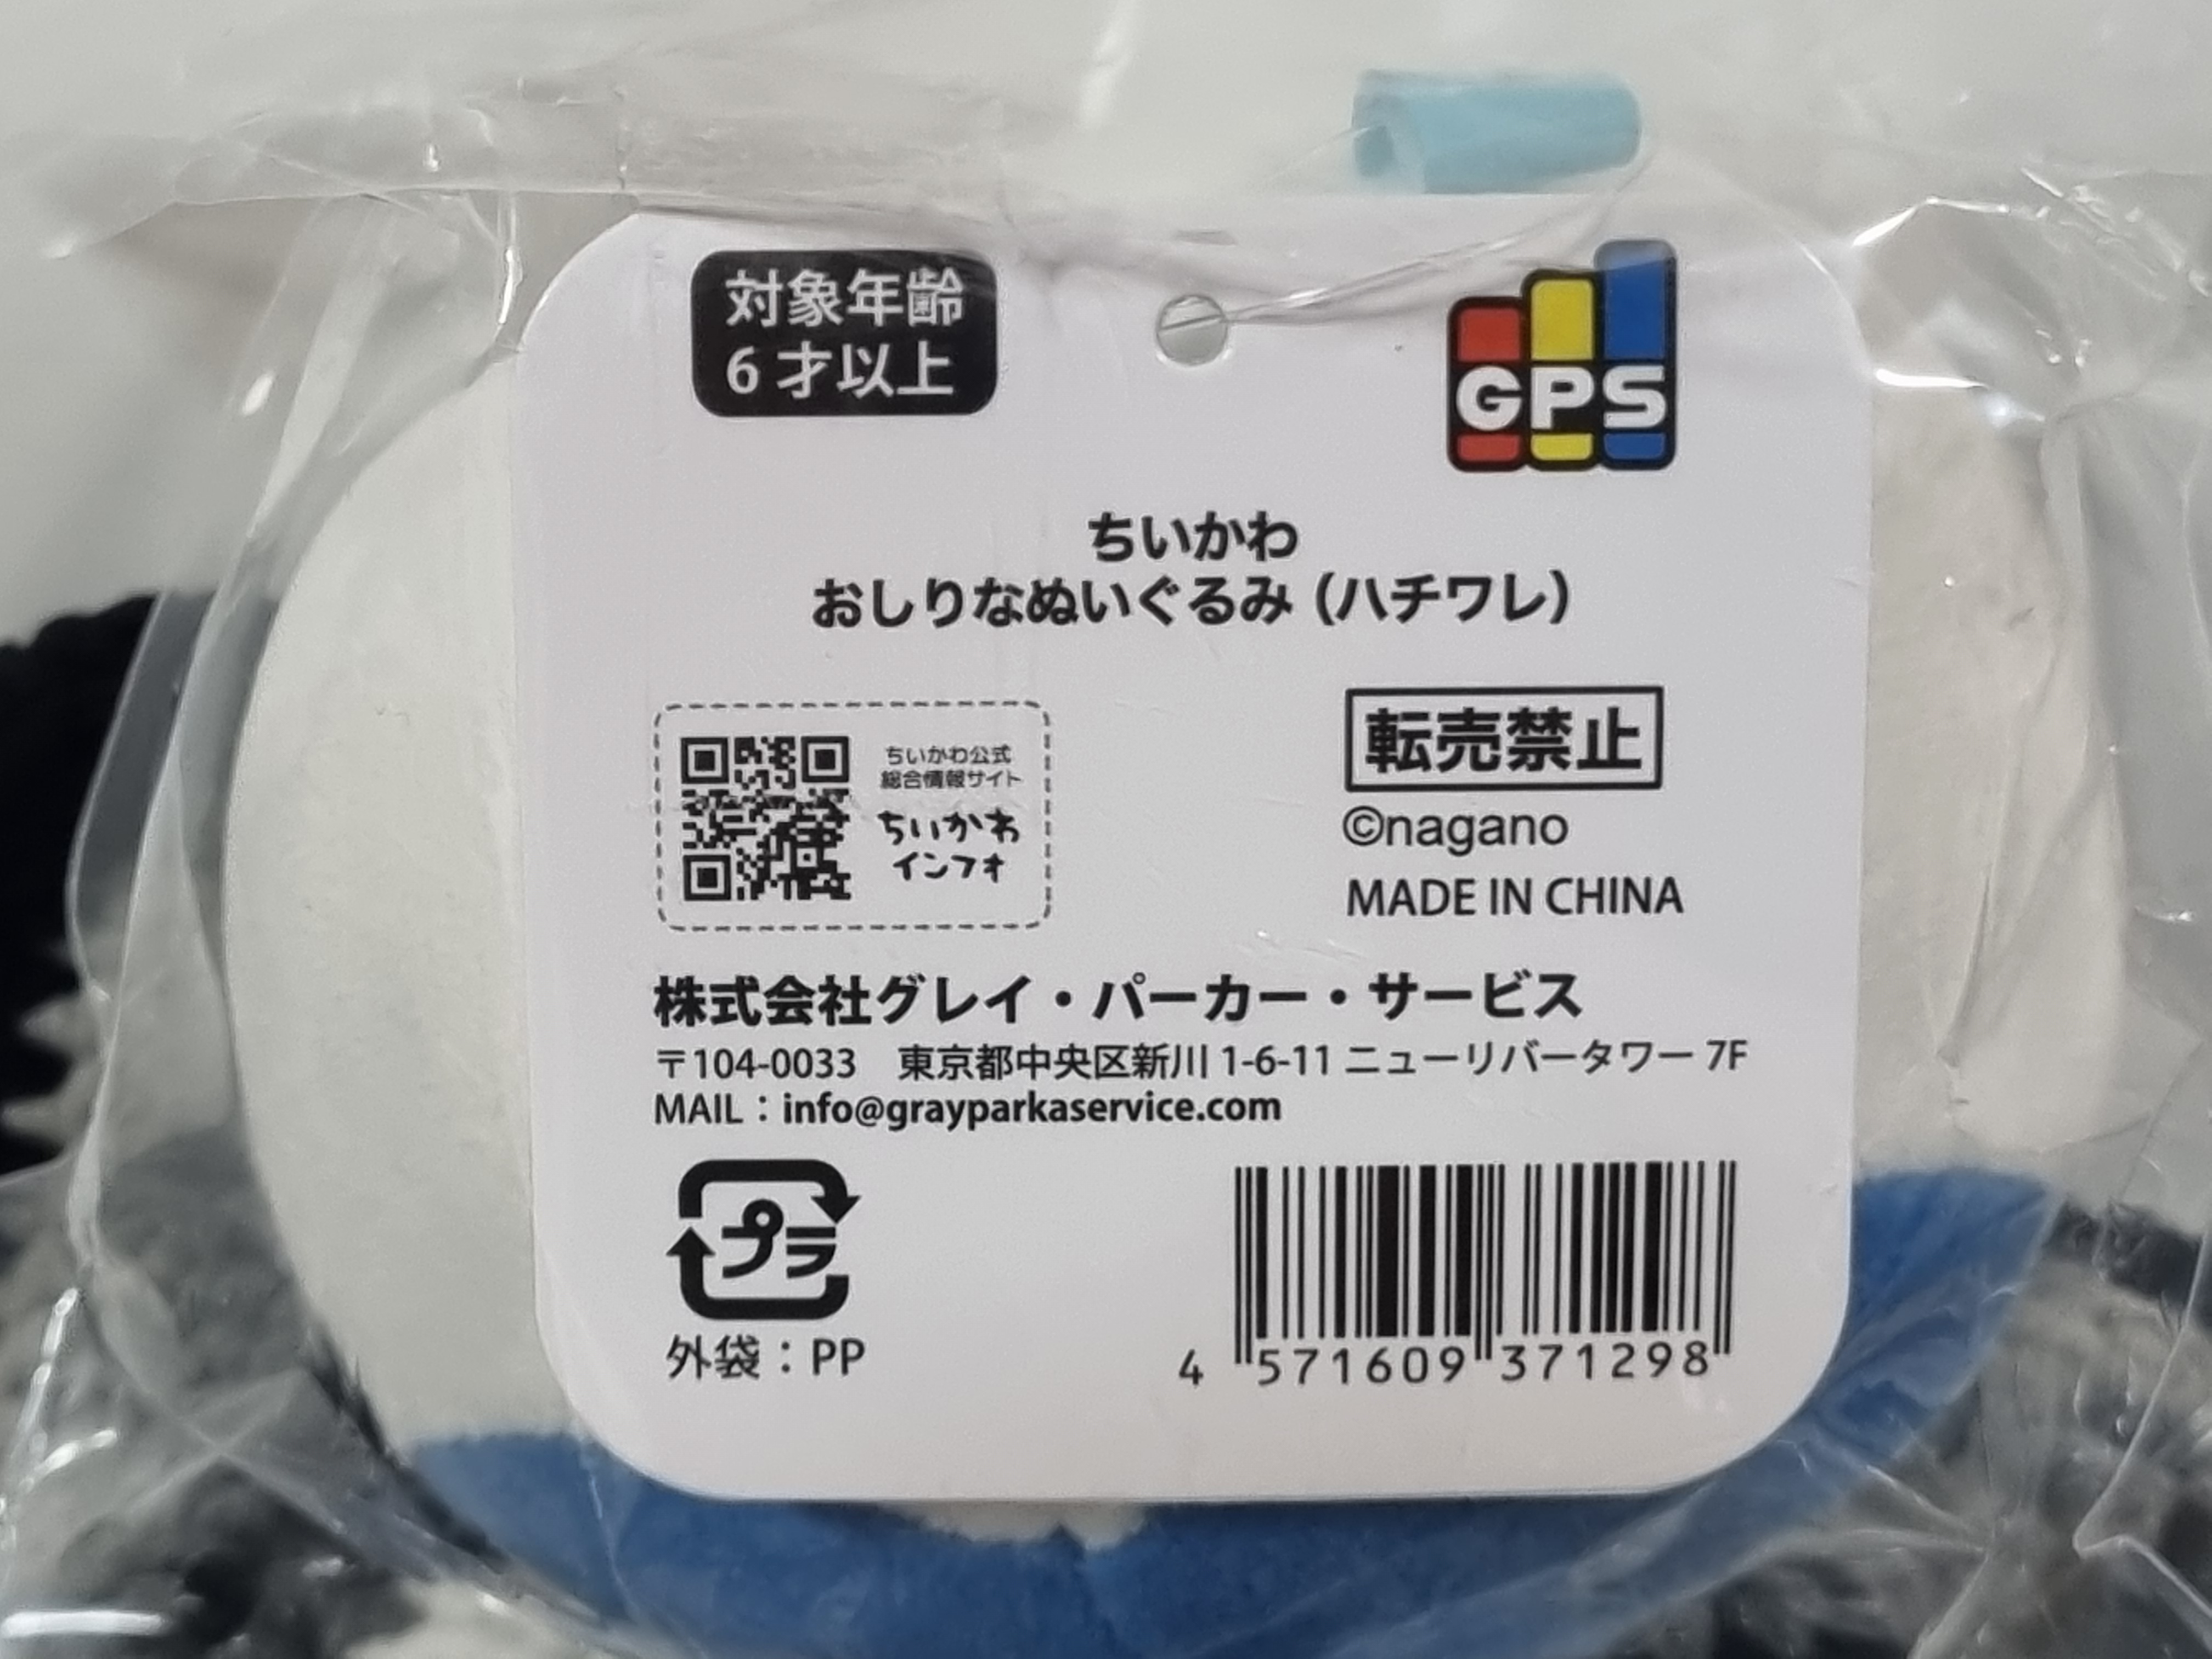 対象年齢
6才以上
GPS
ちいかわ
おしりなぬいぐるみ（ハチワレ）
ちいかわ公式
総合情報サイト
ちいかわ
インフォ
転売禁止
©nagano
MADE IN CHINA
株式会社グレイ・パーカー・サービス
〒104-0033　東京都中央区新川 1-6-11 ニューリバータワー 7F
MAIL：info@grayparkaservice.com
プラ
外袋：PP
4 571609 371298